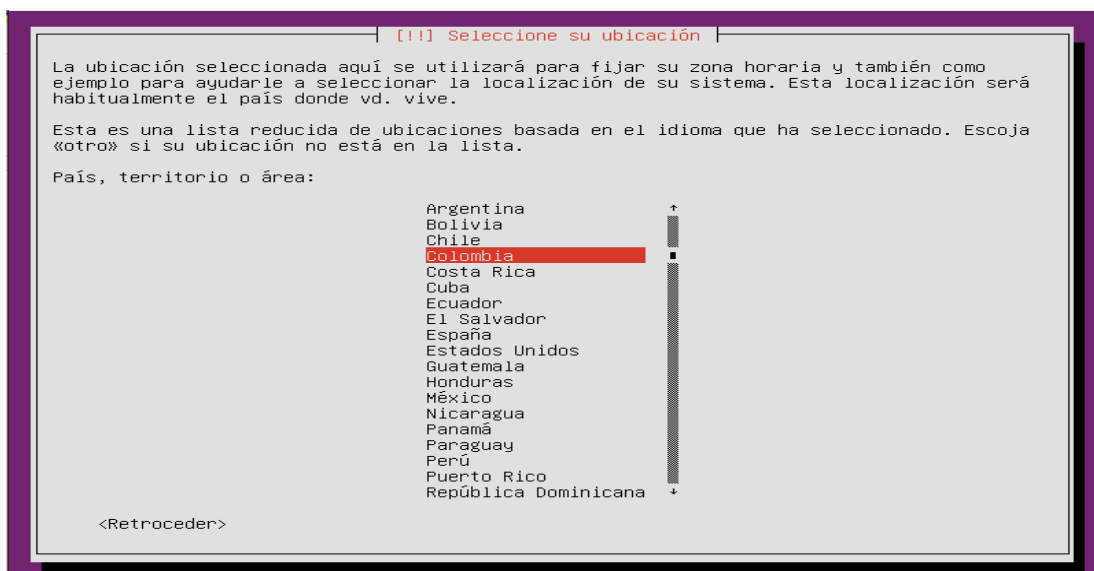 [!!] Seleccione su ubicación
La ubicación seleccionada aquí se utilizará para fijar su zona horaria y también como
ejemplo para ayudarle a seleccionar la localización de su sistema. Esta localización será
habitualmente el país donde vd. vive.
Esta es una lista reducida de ubicaciones basada en el idioma que ha seleccionado. Escoja
«otro» si su ubicación no está en la lista.
País, territorio o área:
Argentina
Bolivia
Chile
Colombia
Costa Rica
Cuba
Ecuador
El Salvador
España
Estados Unidos
Guatemala
Honduras
México
Nicaragua
Panamá
Paraguay
Perú
Puerto Rico
República Dominicana
<Retroceder>